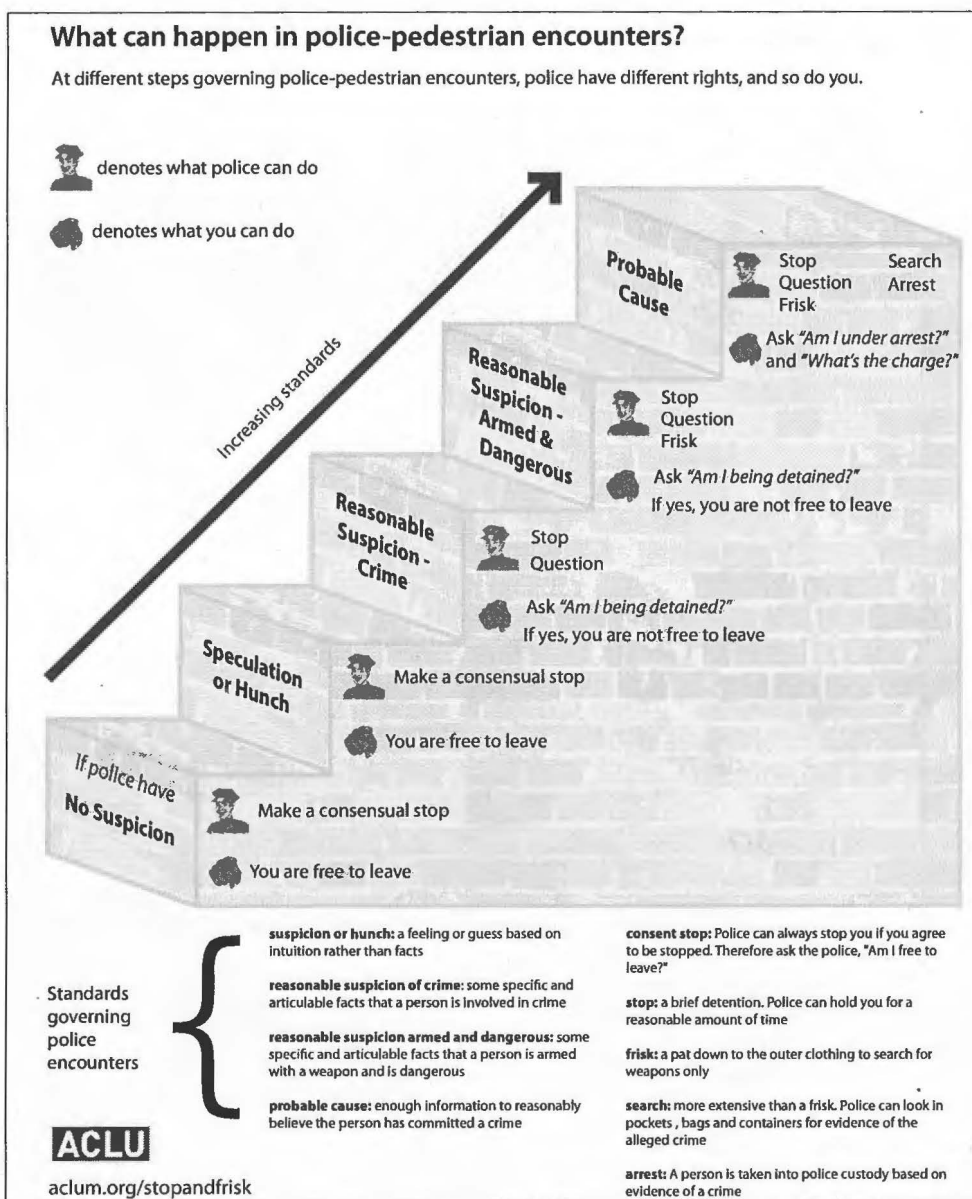 What can happen in police-pedestrian encounters?
At different steps governing police-pedestrian encounters, police have different rights, and so do you.
denotes what police can do
denotes what you can do
Increasing standards
Probable
Cause
Stop
Question
Frisk
Search
Arrest
Ask "Am I under arrest?"
and "What's the charge?"
Reasonable
Suspicion -
Armed &
Dangerous
Stop
Question
Frisk
Ask "Am I being detained?"
If yes, you are not free to leave
Reasonable
Suspicion -
Crime
Stop
Question
Ask "Am I being detained?"
If yes, you are not free to leave
Speculation
or Hunch
Make a consensual stop
You are free to leave
If police have
No Suspicion
Make a consensual stop
You are free to leave
Standards
governing
police
encounters
suspicion or hunch: a feeling or guess based on
intuition rather than facts
reasonable suspicion of crime: some specific and
articulable facts that a person is involved in crime
reasonable suspicion armed and dangerous: some
specific and articulable facts that a person is armed
with a weapon and is dangerous
probable cause: enough information to reasonably
believe the person has committed a crime
consent stop: Police can always stop you if you agree
to be stopped. Therefore ask the police, "Am I free to
leave?"
stop: a brief detention. Police can hold you for a
reasonable amount of time
frisk: a pat down to the outer clothing to search for
weapons only
search: more extensive than a frisk. Police can look in
pockets , bags and containers for evidence of the
alleged crime
arrest: A person is taken into police custody based on
evidence of a crime
ACLU
aclum.org/stopandfrisk